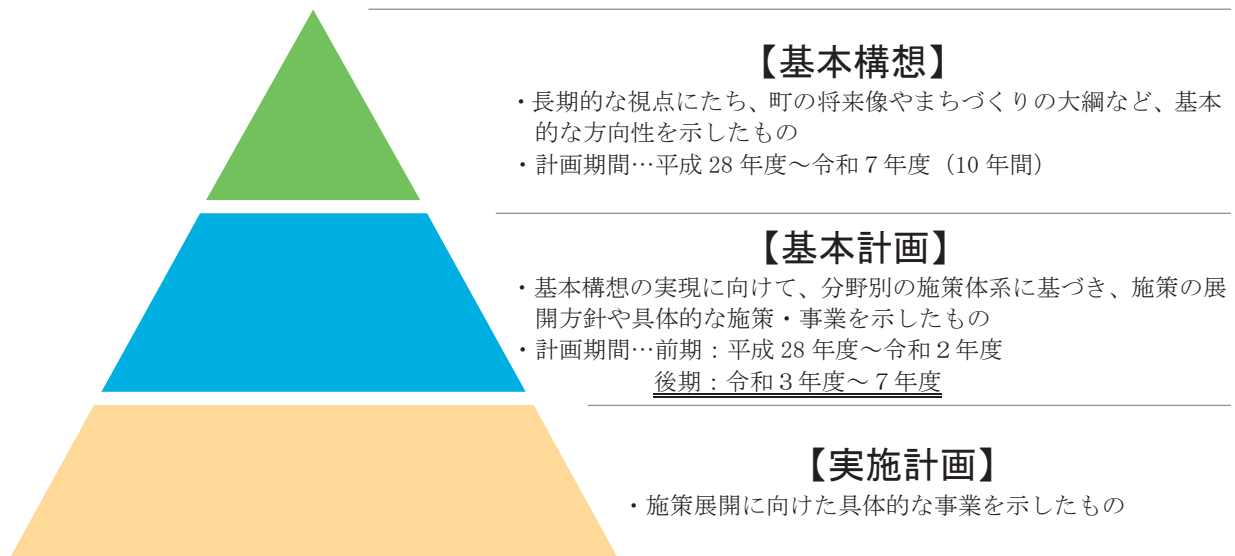 【基本構想】
・長期的な視点にたち、町の将来像やまちづくりの大綱など、基本
的な方向性を示したもの
・計画期間…平成 28 年度～令和７年度（10 年間）
【基本計画】
・基本構想の実現に向けて、分野別の施策体系に基づき、施策の展
開方針や具体的な施策・事業を示したもの
・計画期間…前期：平成 28 年度～令和２年度
後期：令和３年度～７年度
【実施計画】
・施策展開に向けた具体的な事業を示したもの